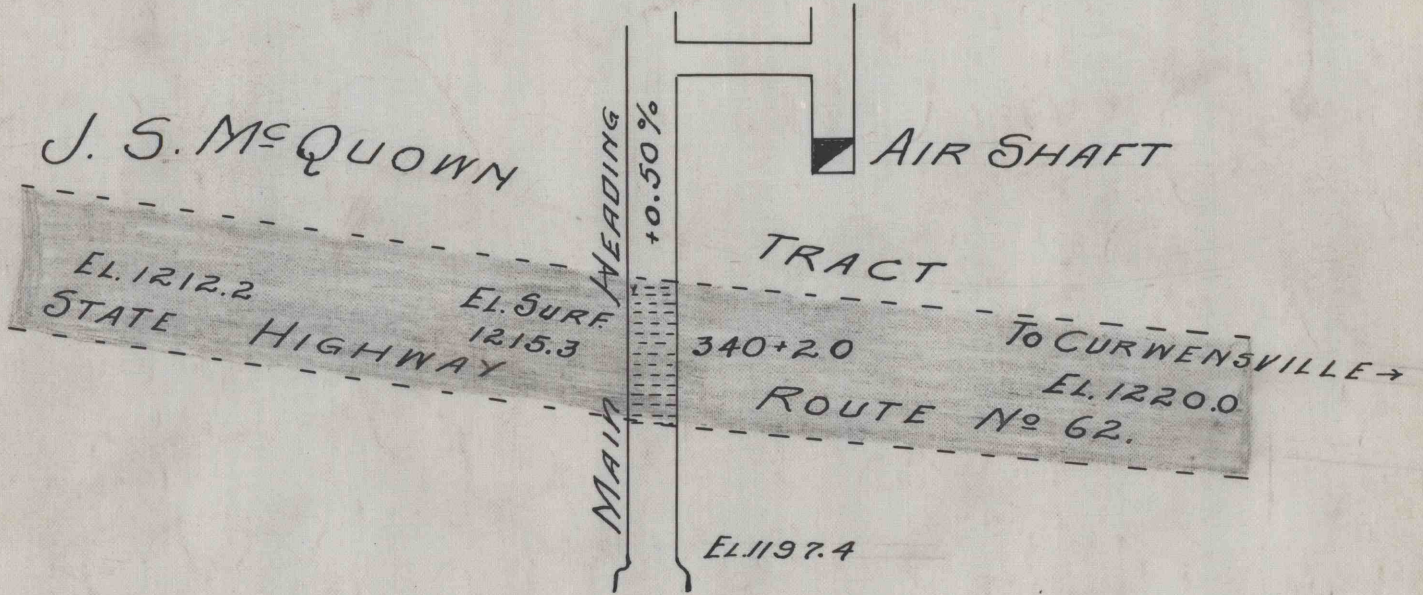 J. S. McQUOWN
AIR SHAFT
MAIN HEADING
+0.50%
TRACT
EL. 1212.2
STATE HIGHWAY
EL. SURF.
1215.3
340+20
TO CURWENSVILLE →
EL. 1220.0
ROUTE No 62.
EL. 1197.4